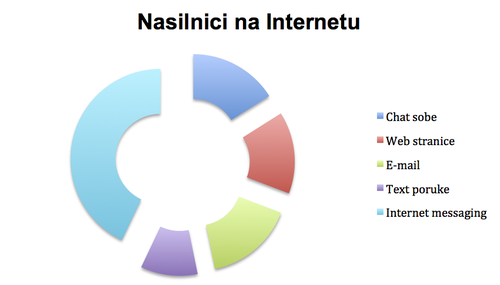 Nasilnici na Internetu
Chat sobe
Web stranice
E-mail
Text poruke
Internet messaging